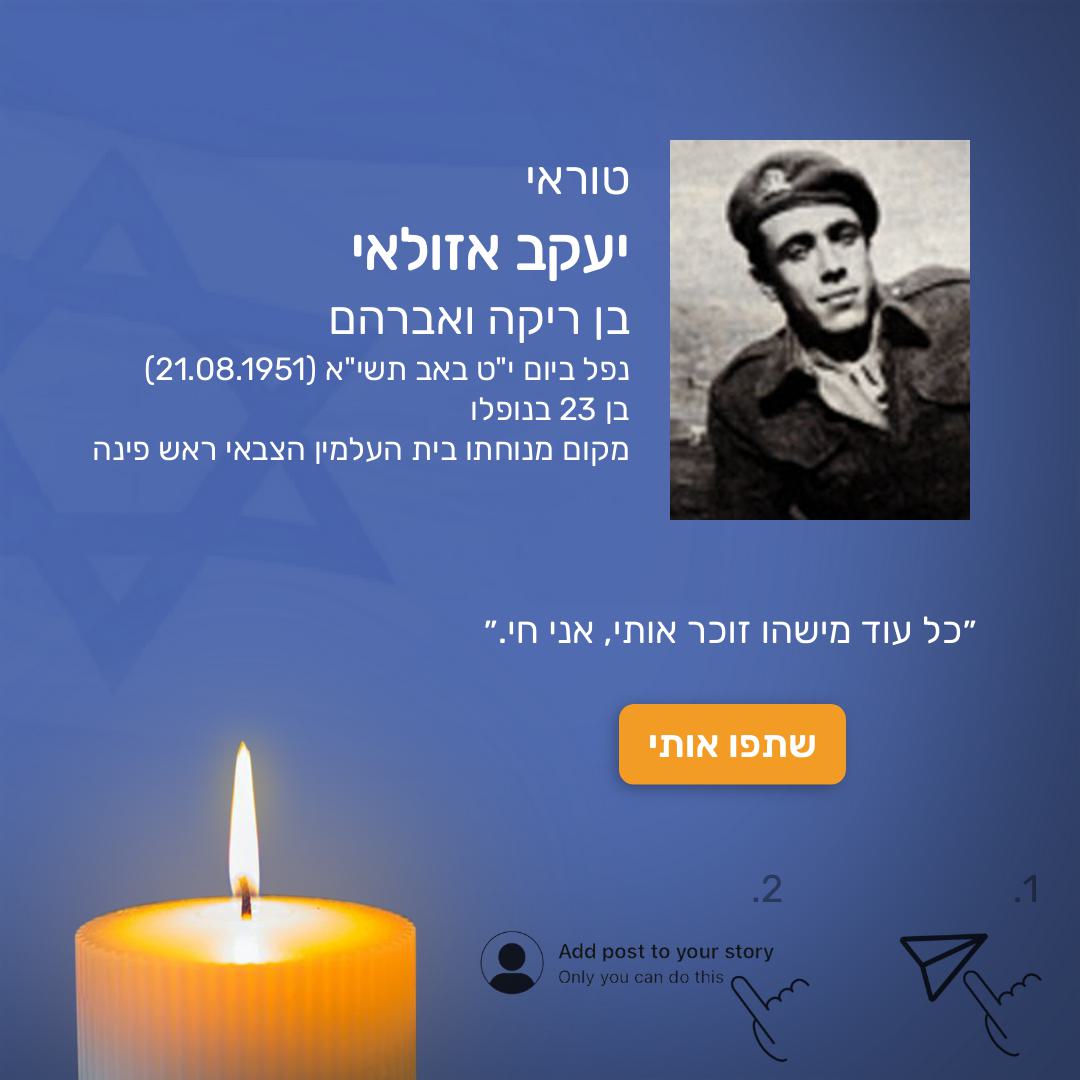 טוראי
יעקב אזולאי
בן ריקה ואברהם
נפל ביום י"ט באב תשי"א (21.08.1951)
בן 23 בנופלו
מקום מנוחתו בית העלמין הצבאי ראש פינה
״כל עוד מישהו זוכר אותי, אני חי.״
שתפו אותי
1.
2.
Add post to your story
Only you can do this